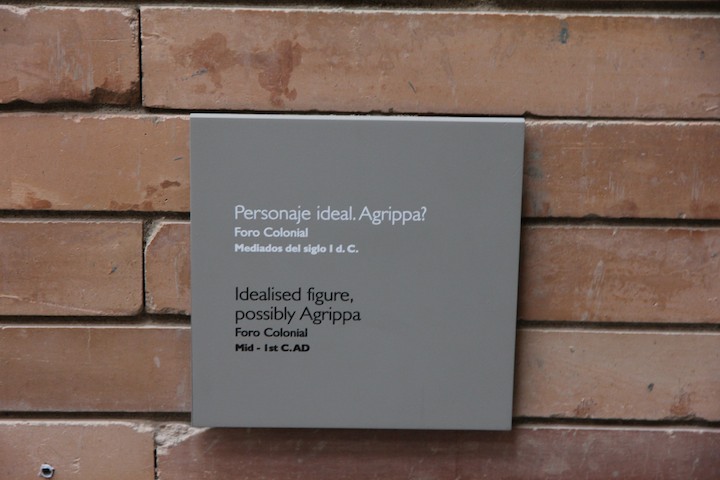 Personaje ideal. Agrippa?
Foro Colonial
Mediados del siglo I d. C.
Idealised figure,
possibly Agrippa
Foro Colonial
Mid - 1st C. AD